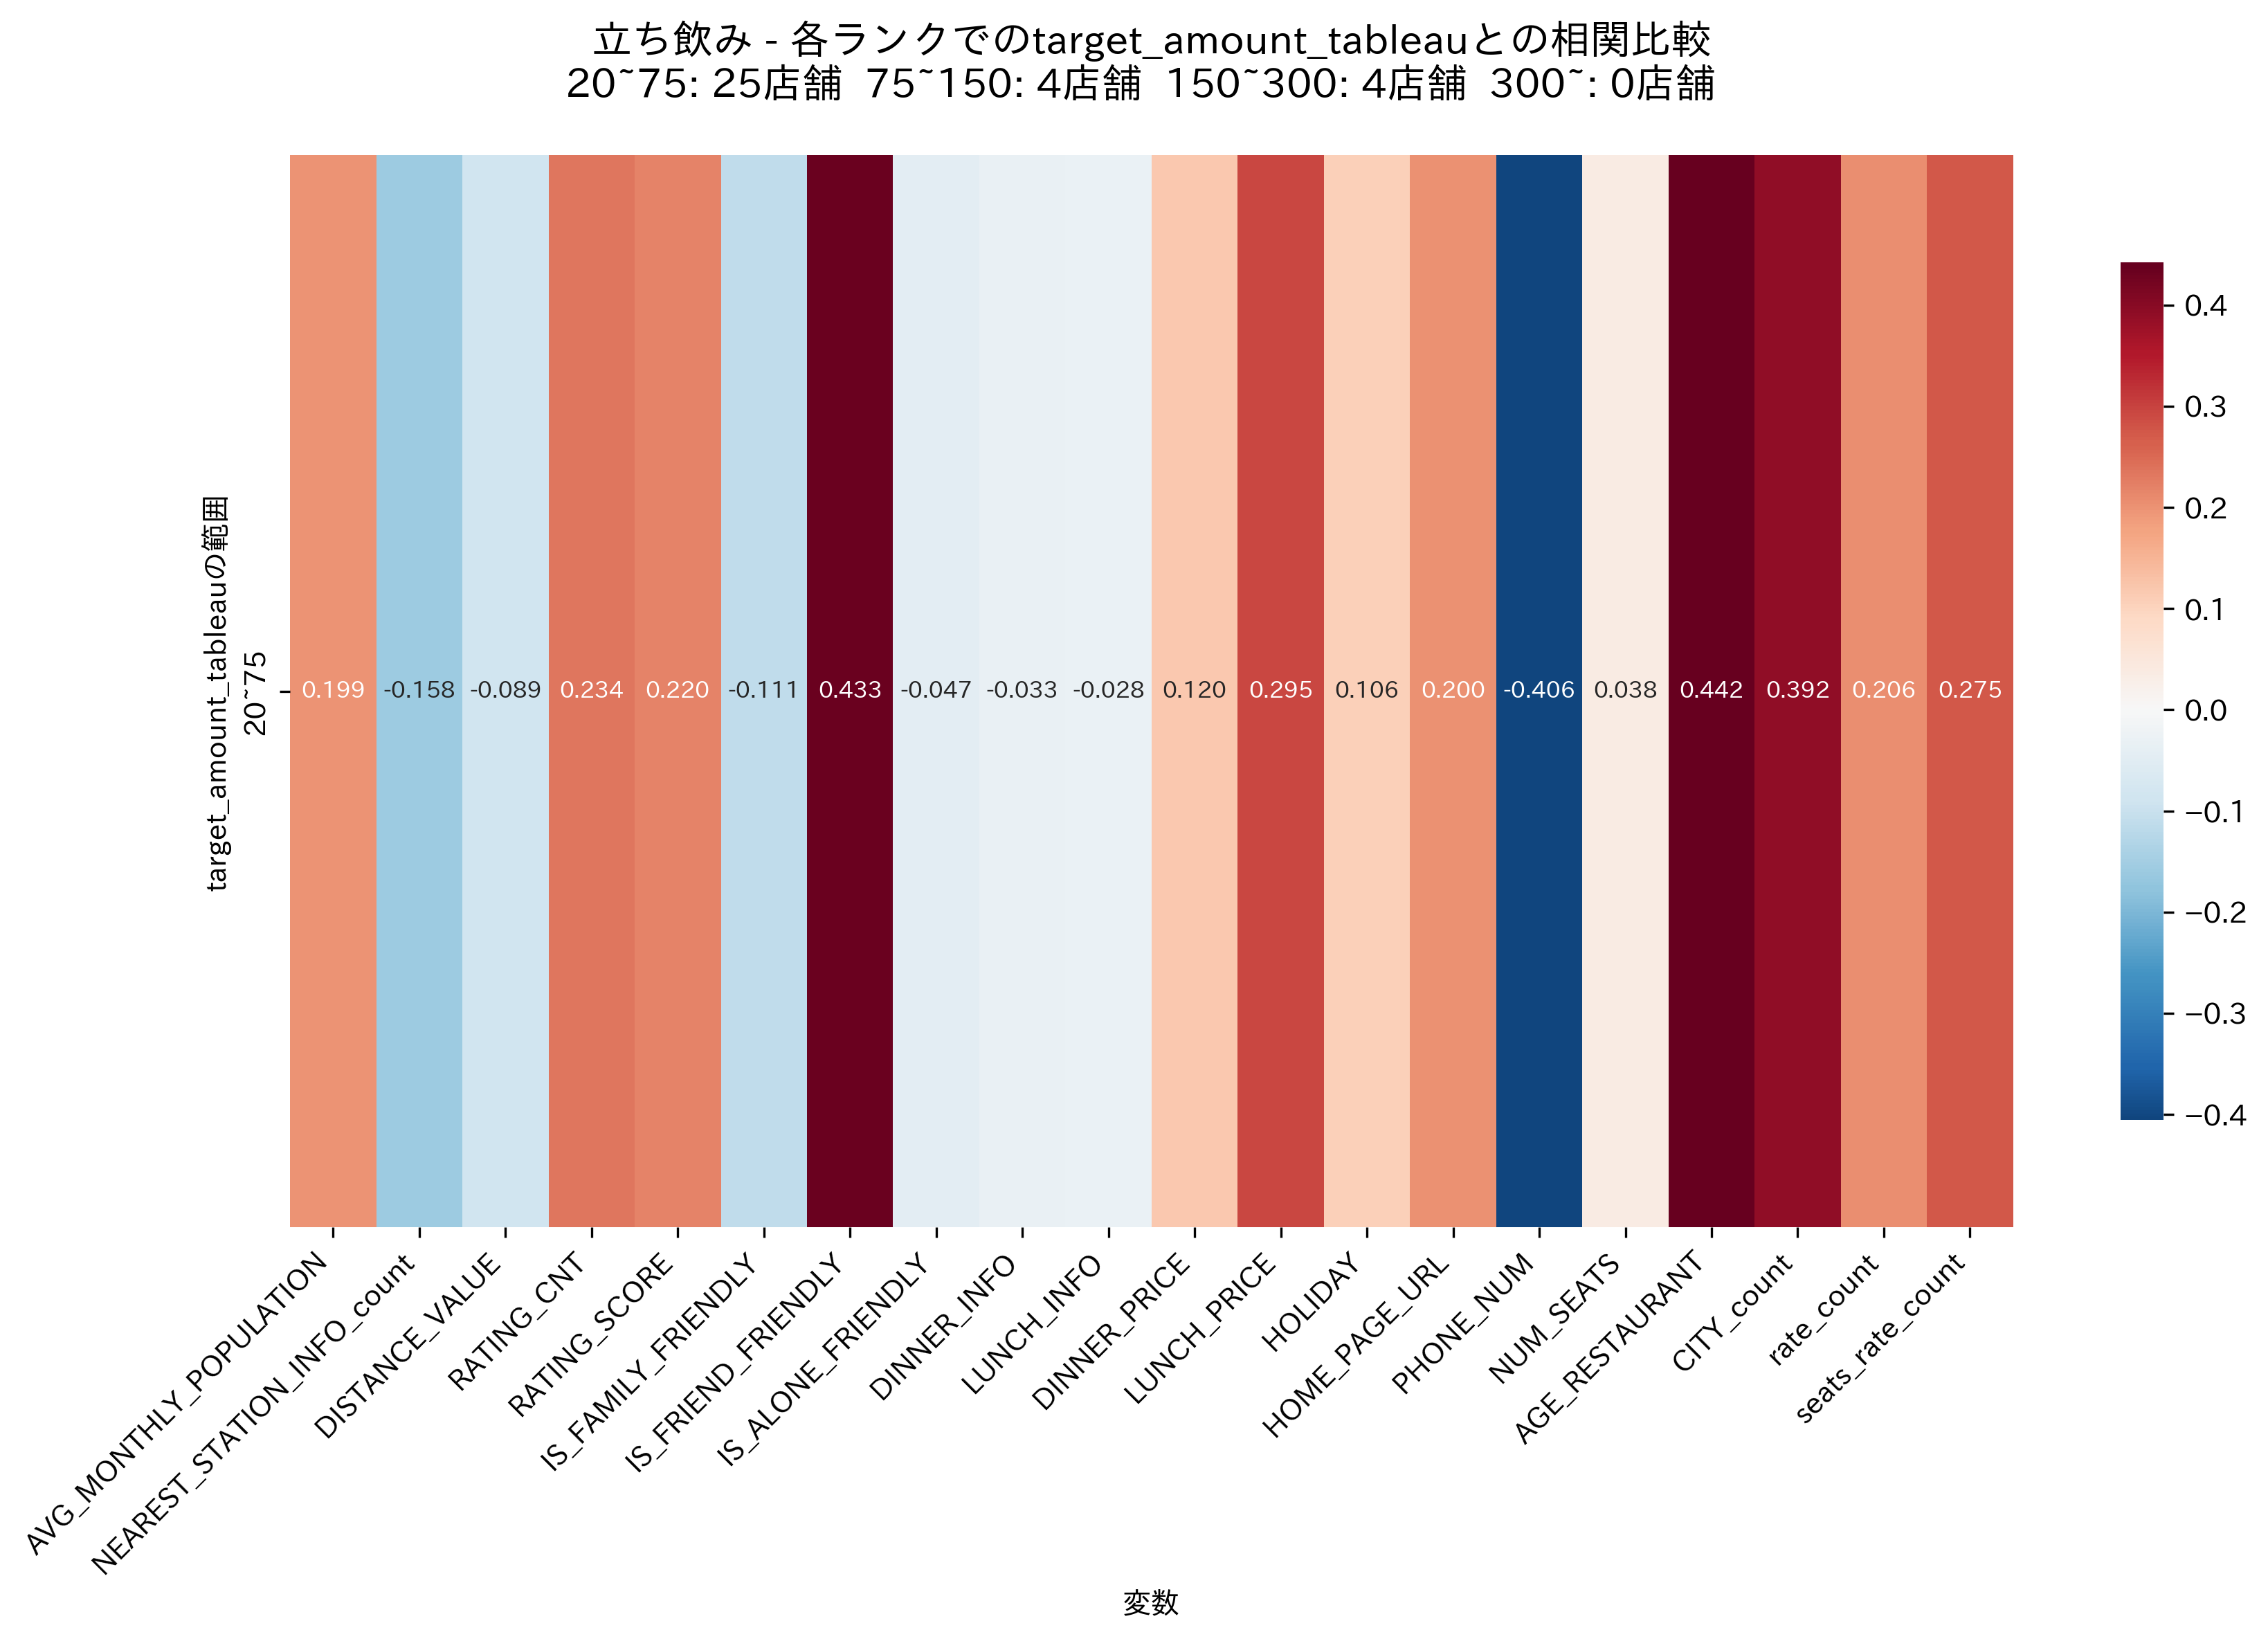 立ち飲み - 各ランクでのtarget_amount_tableauとの相関比較
20~75: 25店舗  75~150: 4店舗  150~300: 4店舗  300~: 0店舗
target_amount_tableauの範囲
20~75
0.199 -0.158 -0.089 0.234 0.220 -0.111 0.433 -0.047 -0.033 -0.028 0.120 0.295 0.106 0.200 -0.406 0.038 0.442 0.392 0.206 0.275
AVG_MONTHLY_POPULATION
NEAREST_STATION_INFO_count
DISTANCE_VALUE
RATING_CNT
RATING_SCORE
IS_FAMILY_FRIENDLY
IS_FRIEND_FRIENDLY
IS_ALONE_FRIENDLY
DINNER_INFO
LUNCH_INFO
DINNER_PRICE
LUNCH_PRICE
HOLIDAY
HOME_PAGE_URL
PHONE_NUM
NUM_SEATS
AGE_RESTAURANT
CITY_count
rate_count
seats_rate_count
変数
0.4
0.3
0.2
0.1
0.0
−0.1
−0.2
−0.3
−0.4